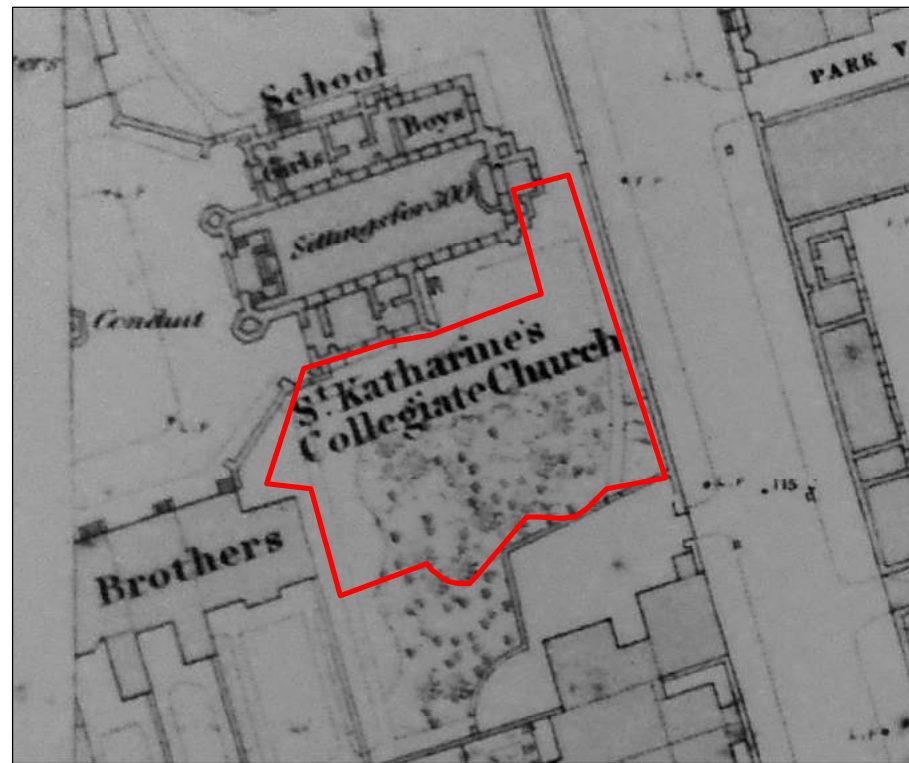 School
PARK V
Boys
Girls
Sittings for 300
Conduit
St. Katharine's
Collegiate Church
L.P
115
Brothers